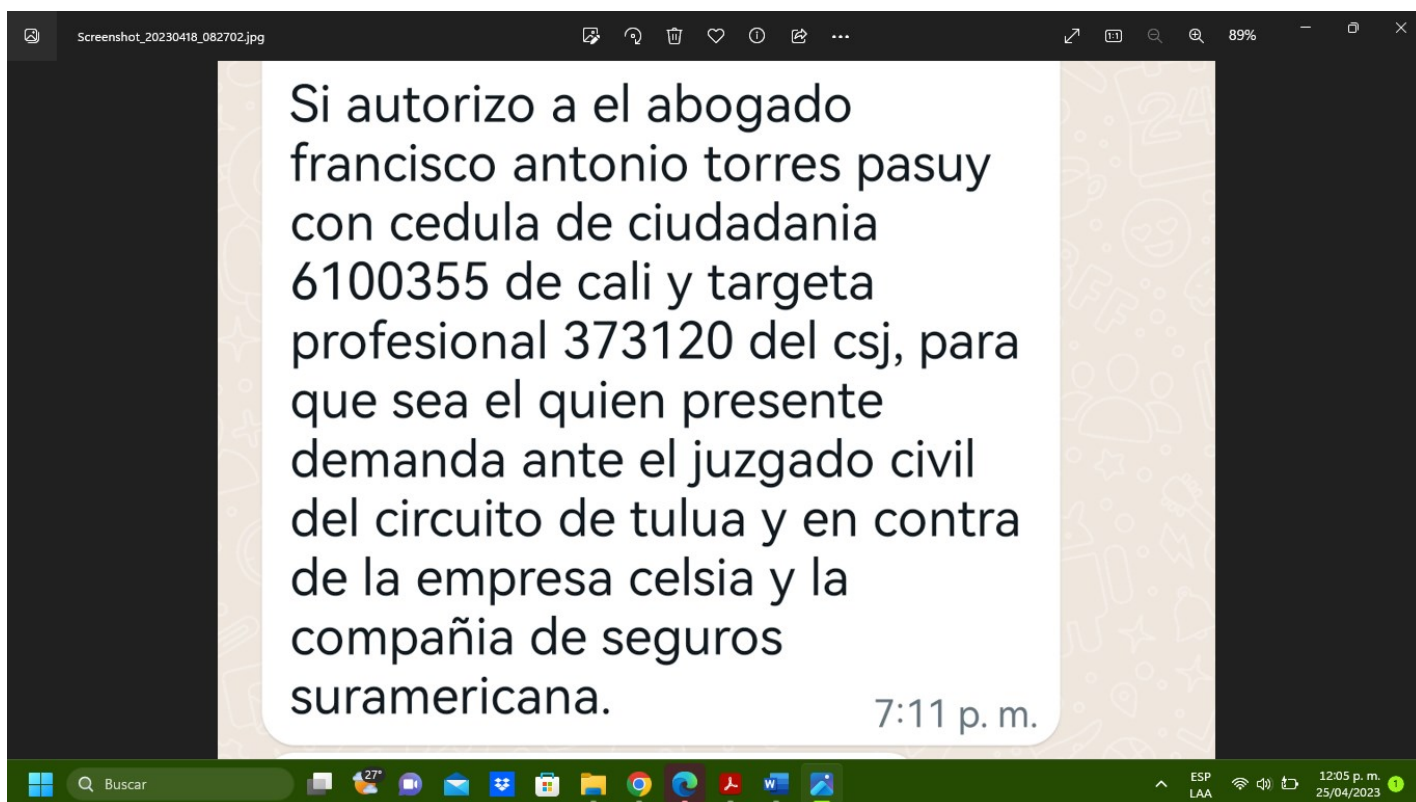 Screenshot_20230418_082702.jpg
89%
Si autorizo a el abogado
francisco antonio torres pasuy
con cedula de ciudadania
6100355 de cali y targeta
profesional 373120 del csj, para
que sea el quien presente
demanda ante el juzgado civil
del circuito de tulua y en contra
de la empresa celsia y la
compañia de seguros
suramericana.
7:11 p. m.
Buscar
27°
ESP
LAA
12:05 p. m.
25/04/2023
1